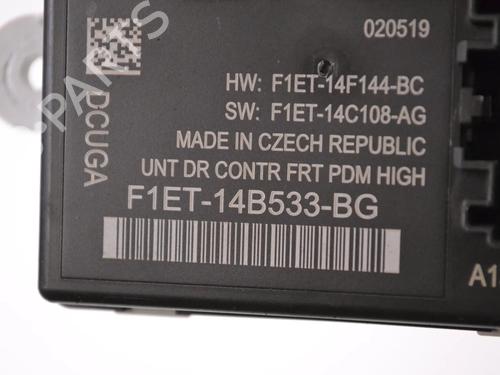 020519
HW: F1ET-14F144-BC
SW: F1ET-14C108-AG
MADE IN CZECH REPUBLIC
UNT DR CONTR FRT PDM HIGH
F1ET-14B533-BG
DCUGA
A1
PARTS